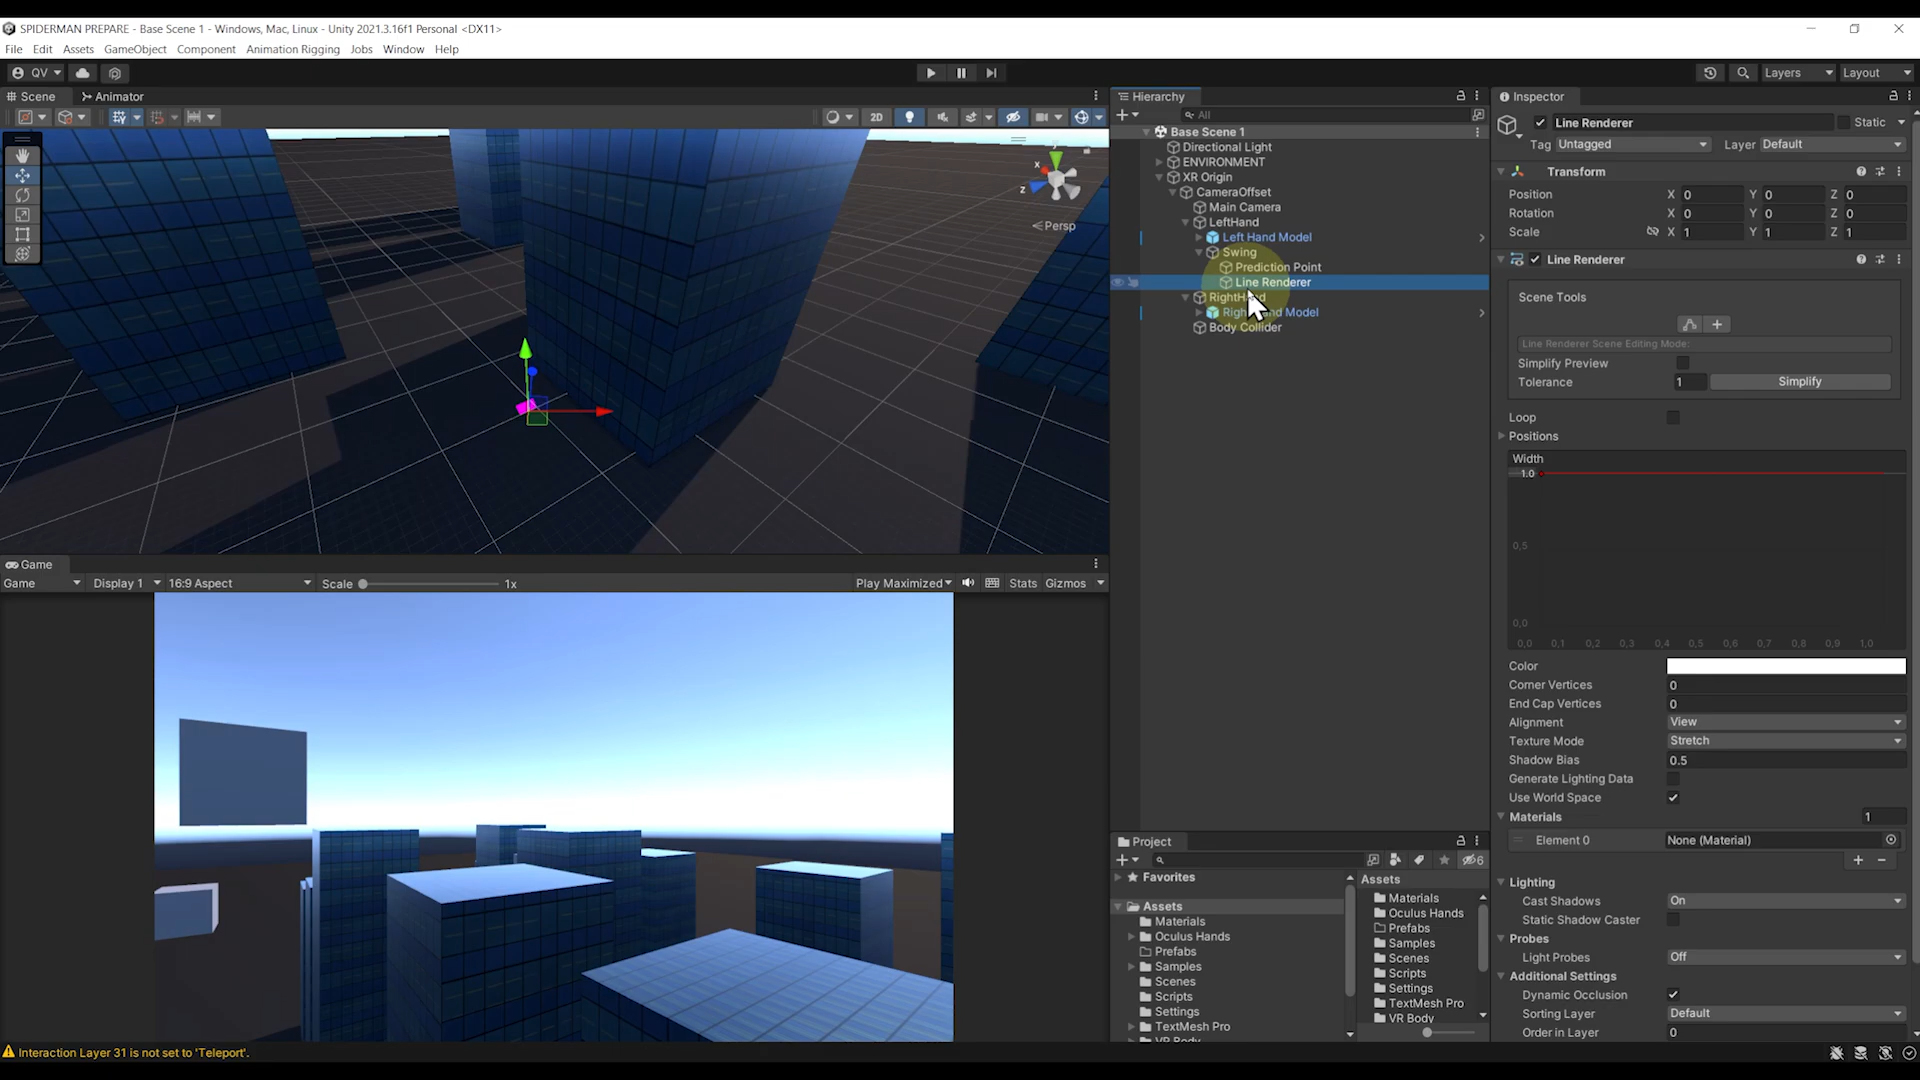 SPIDERMAN PREPARE - Base Scene 1 - Windows, Mac, Linux - Unity 2021.3.16f1 Personal <DX11>
File Edit Assets GameObject Component Animation Rigging Jobs Window Help
QV
Layers
Layout
Scene
Animator
2D
x
y
z
Persp
Game
Game
Display 1
16:9 Aspect
Scale
1x
Play Maximized
Stats
Gizmos
Interaction Layer 31 is not set to 'Teleport'.
Hierarchy
All
Base Scene 1
Directional Light
ENVIRONMENT
XR Origin
CameraOffset
Main Camera
LeftHand
Left Hand Model
Swing
Prediction Point
Line Renderer
Body Collider
Project
6
Favorites
Assets
Materials
Oculus Hands
Prefabs
Samples
Scenes
Scripts
Settings
TextMesh Pro
VR Body
Assets
Materials
Oculus Hands
Prefabs
Samples
Scenes
Scripts
Settings
TextMesh Pro
VR Body
Inspector
Line Renderer
Static
Tag Untagged
Layer Default
Transform
Position X 0 Y 0 Z 0
Rotation X 0 Y 0 Z 0
Scale X 1 Y 1 Z 1
Line Renderer
Scene Tools
Line Renderer Scene Editing Mode:
Simplify Preview
Tolerance 1 Simplify
Loop
Positions
Width
1.0
0,5
0,0
0,0 0,1 0,2 0,3 0,4 0,5 0,6 0,7 0,8 0,9 1,0
Color
Corner Vertices 0
End Cap Vertices 0
Alignment View
Texture Mode Stretch
Shadow Bias 0.5
Generate Lighting Data
Use World Space
Materials 1
Element 0 None (Material)
Lighting
Cast Shadows On
Static Shadow Caster
Probes
Light Probes Off
Additional Settings
Dynamic Occlusion
Sorting Layer Default
Order in Layer 0